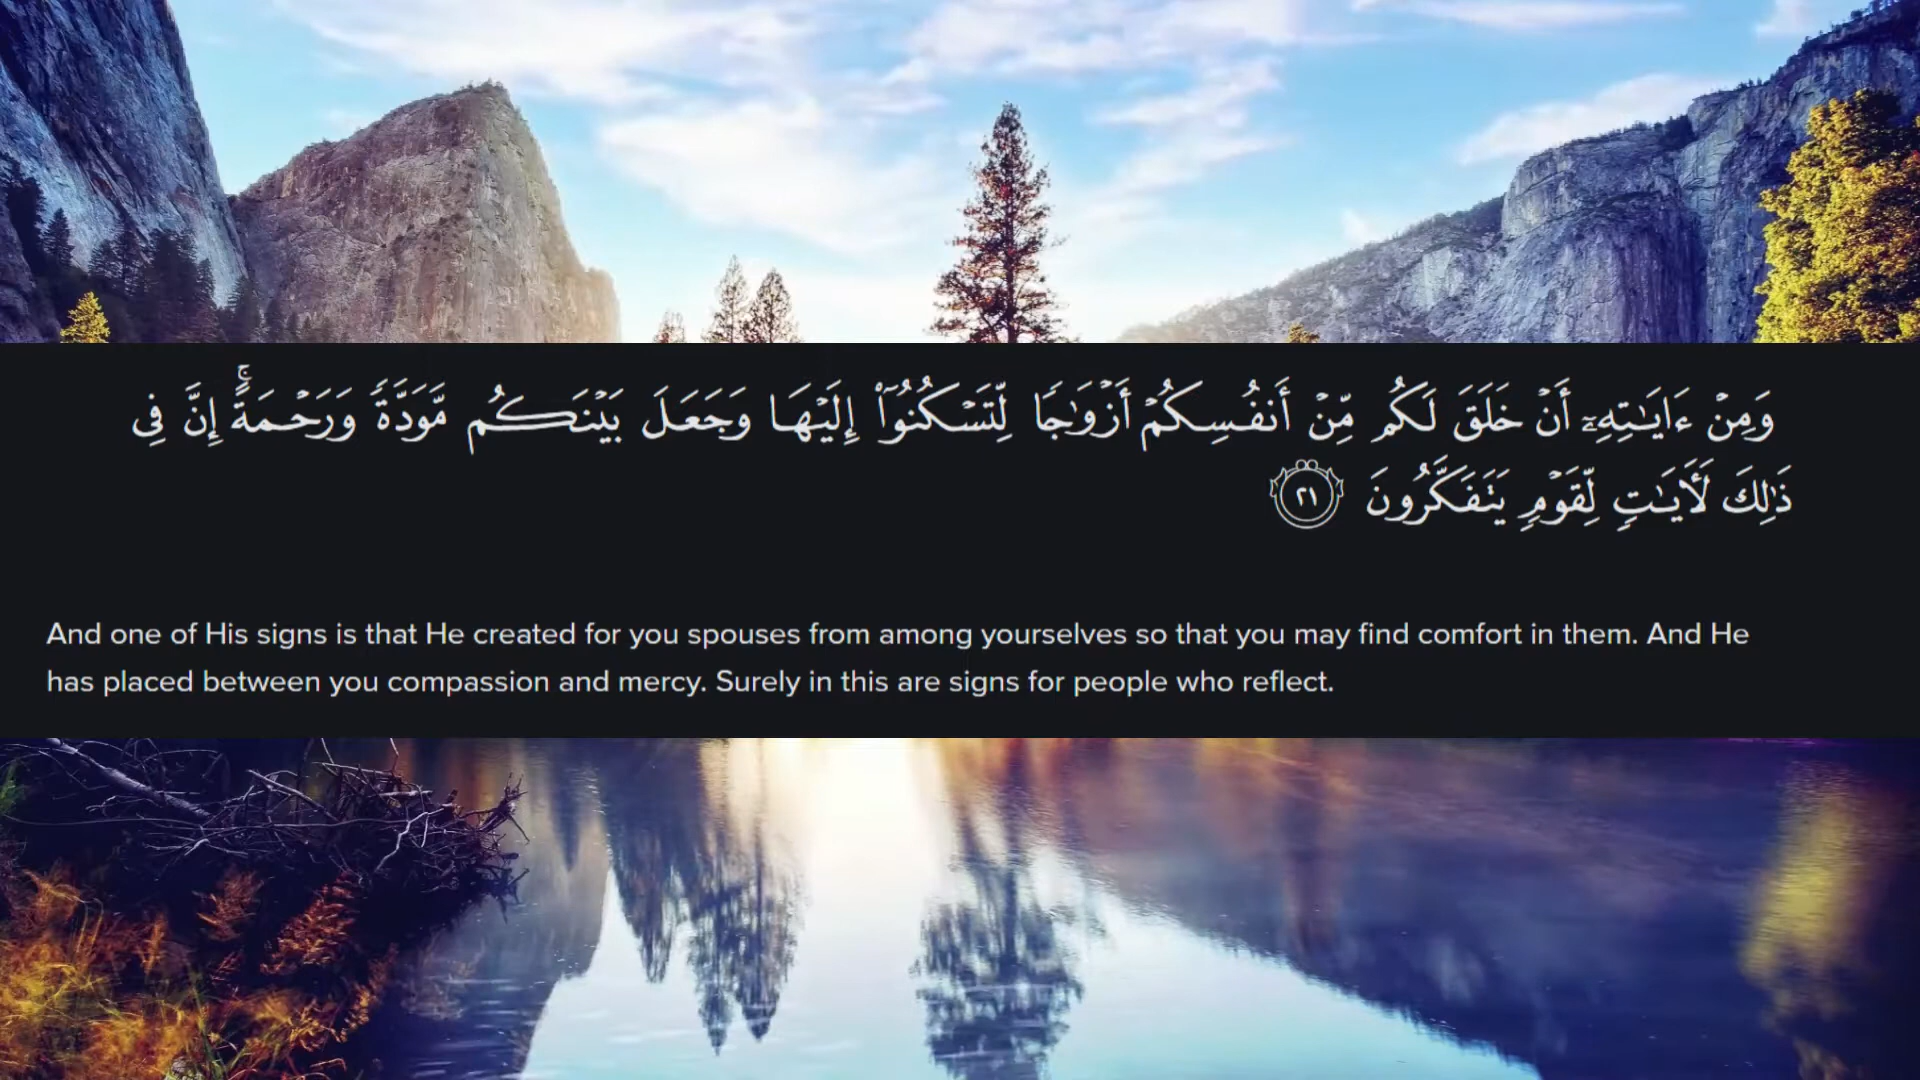 وَمِنْ ءَايَـٰتِهِۦٓ أَنْ خَلَقَ لَكُم مِّنْ أَنفُسِكُمْ أَزْوَٰجًا لِّتَسْكُنُوٓا۟ إِلَيْهَا وَجَعَلَ بَيْنَكُم مَّوَدَّةً وَرَحْمَةً ۚ إِنَّ فِى
ذَٰلِكَ لَـَٔايَـٰتٍ لِّقَوْمٍ يَتَفَكَّرُونَ ٢١
And one of His signs is that He created for you spouses from among yourselves so that you may find comfort in them. And He
has placed between you compassion and mercy. Surely in this are signs for people who reflect.